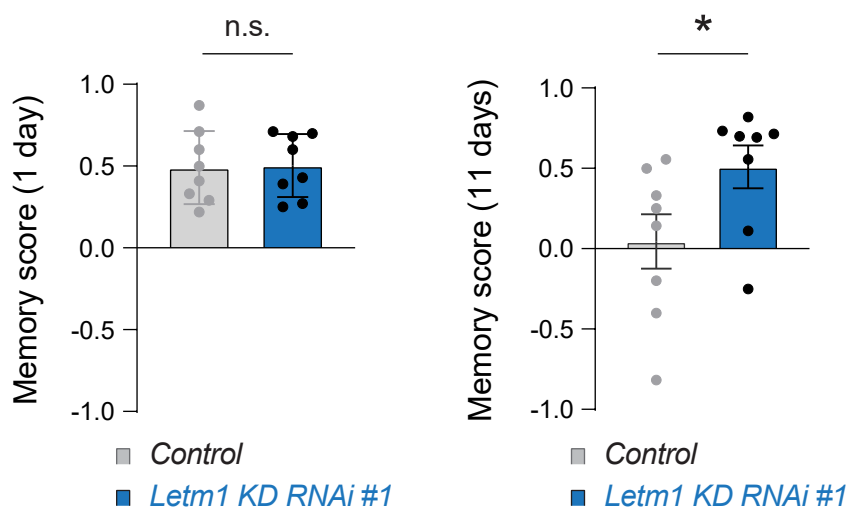 n.s.
Memory score (1 day)
1.0
0.5
0.0
-0.5
-1.0
Control
Letm1 KD RNAi #1
*
Memory score (11 days)
1.0
0.5
0.0
-0.5
-1.0
Control
Letm1 KD RNAi #1